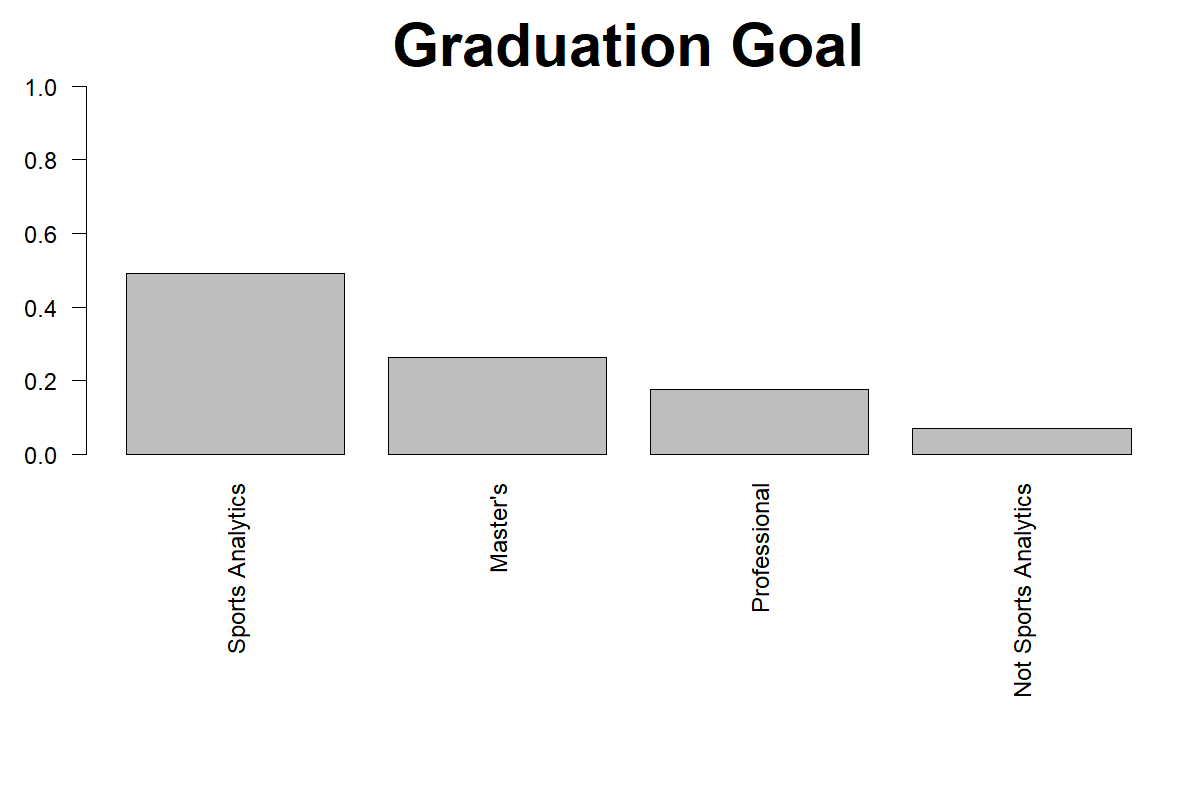 Graduation Goal
1.0
0.8
0.6
0.4
0.2
0.0
Sports Analytics
Master's
Professional
Not Sports Analytics